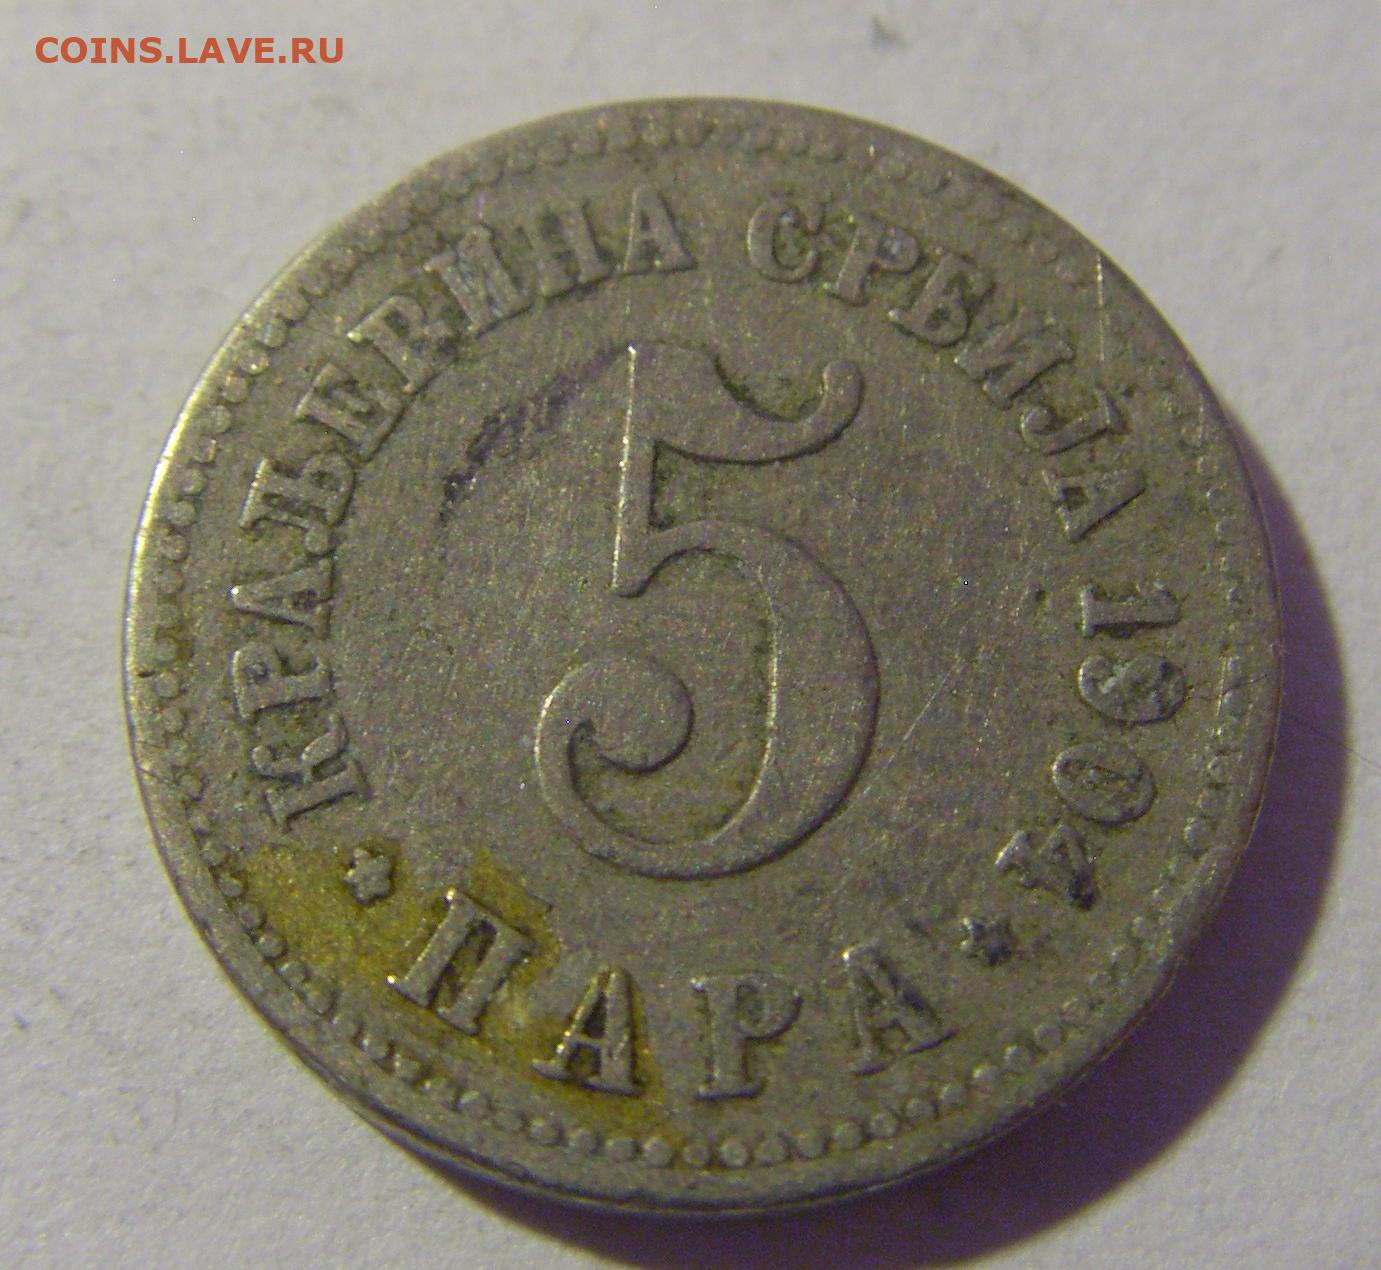 COINS.LAVE.RU
КРАЉЕВИНА СРБИЈА 1904
5
ПАРА